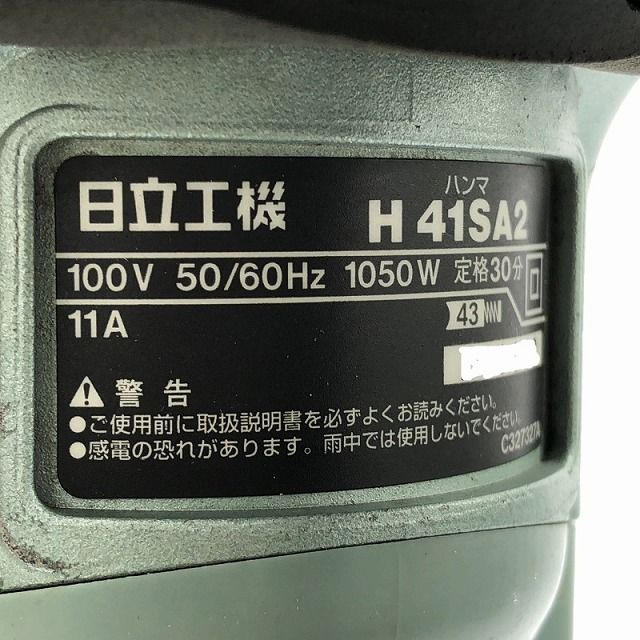 日立工機
ハンマ
H 41SA2
100V 50/60Hz 1050W 定格30分
11A
43
警告
●ご使用前に取扱説明書を必ずよくお読みください。
●感電の恐れがあります。雨中では使用しないでください。
C327327A